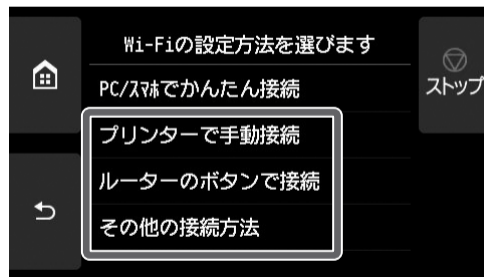 Wi-Fiの設定方法を選びます
PC/ｽﾏﾎでかんたん接続
ストップ
プリンターで手動接続
ルーターのボタンで接続
その他の接続方法